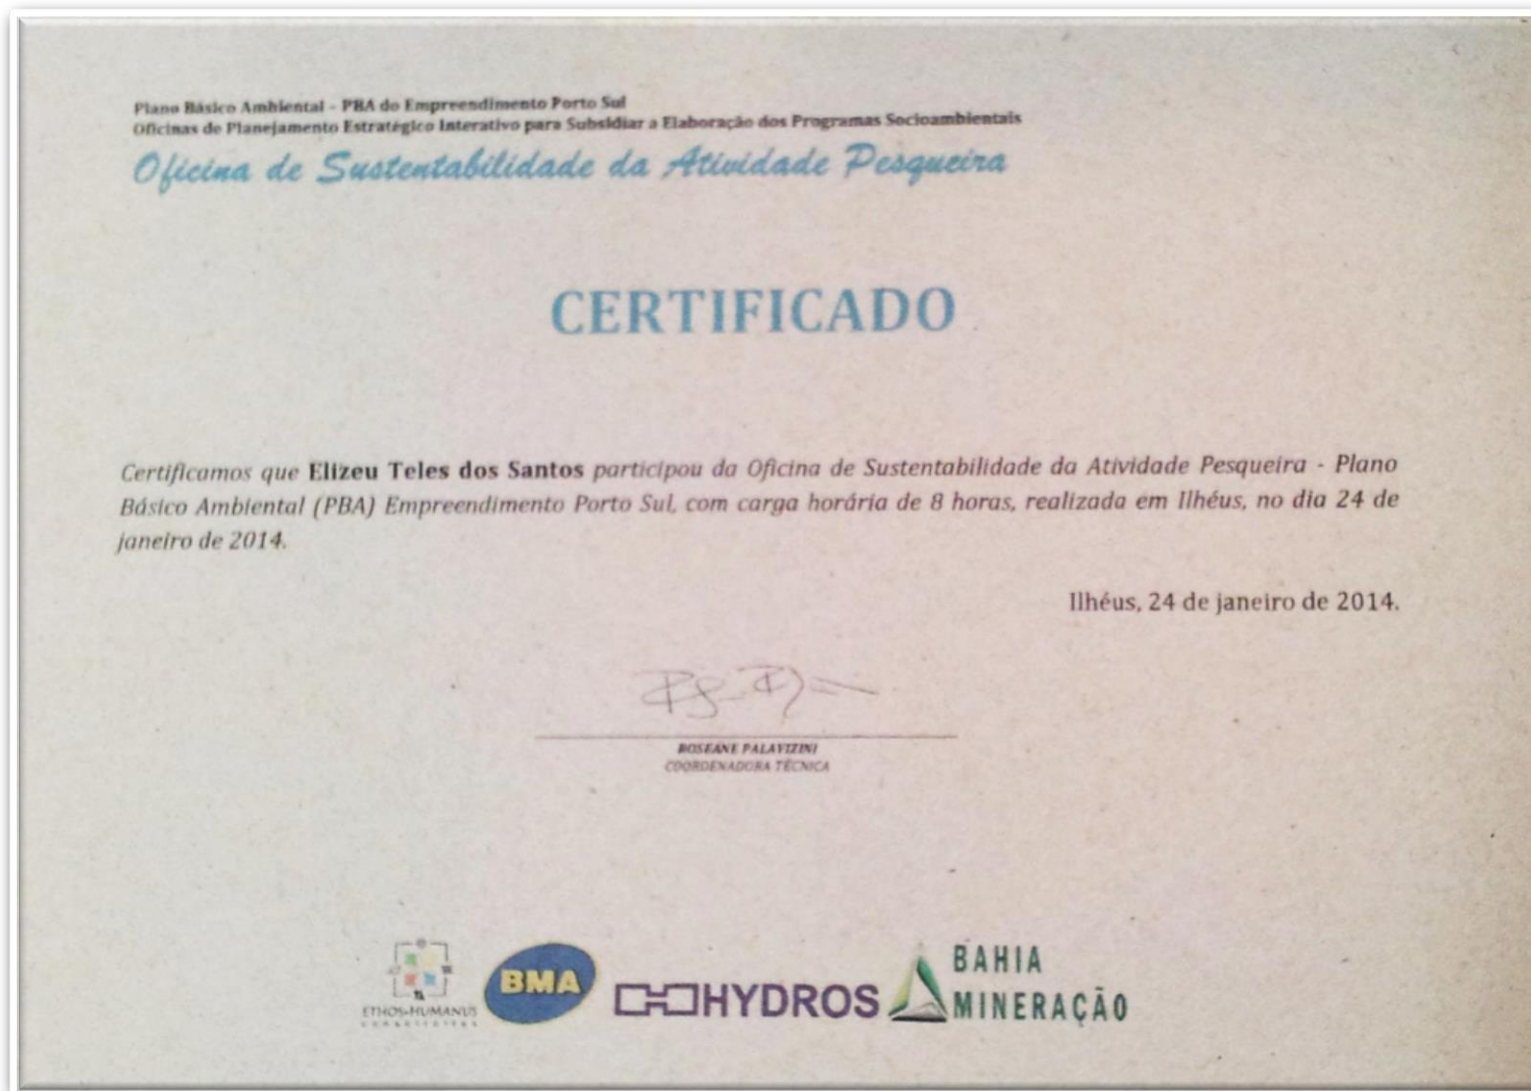 Plano Básico Ambiental - PBA do Empreendimento Porto Sul
Oficinas de Planejamento Estratégico Interativo para Subsidiar a Elaboração dos Programas Socioambientais
Oficina de Sustentabilidade da Atividade Pesqueira
CERTIFICADO
Certificamos que Elizeu Teles dos Santos participou da Oficina de Sustentabilidade da Atividade Pesqueira - Plano
Básico Ambiental (PBA) Empreendimento Porto Sul, com carga horária de 8 horas, realizada em Ilhéus, no dia 24 de
janeiro de 2014.
Ilhéus, 24 de janeiro de 2014.
ROSEANE PALAVIZINI
COORDENADORA TÉCNICA
ETHOS-HUMANUS
BMA
HYDROS
BAHIA
MINERAÇÃO